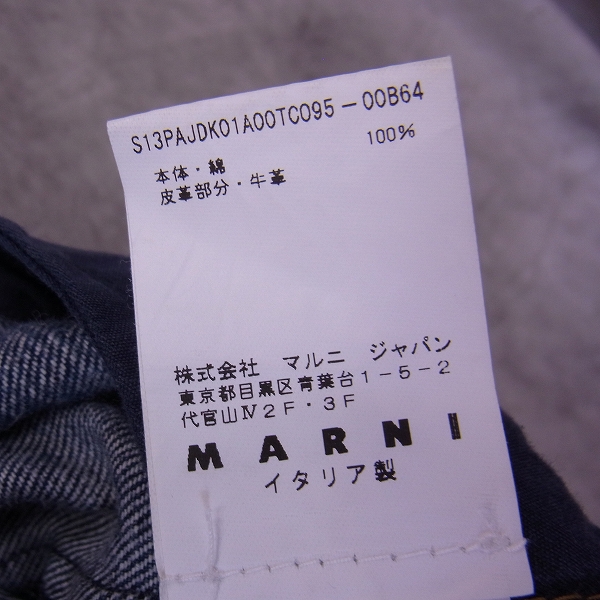 S13PAJDK01A00TC095-00B64
本体・綿 100%
皮革部分・牛革
株式会社 マルニ ジャパン
東京都目黒区青葉台1-5-2
代官山Ⅳ2F・3F
MARNI
イタリア製